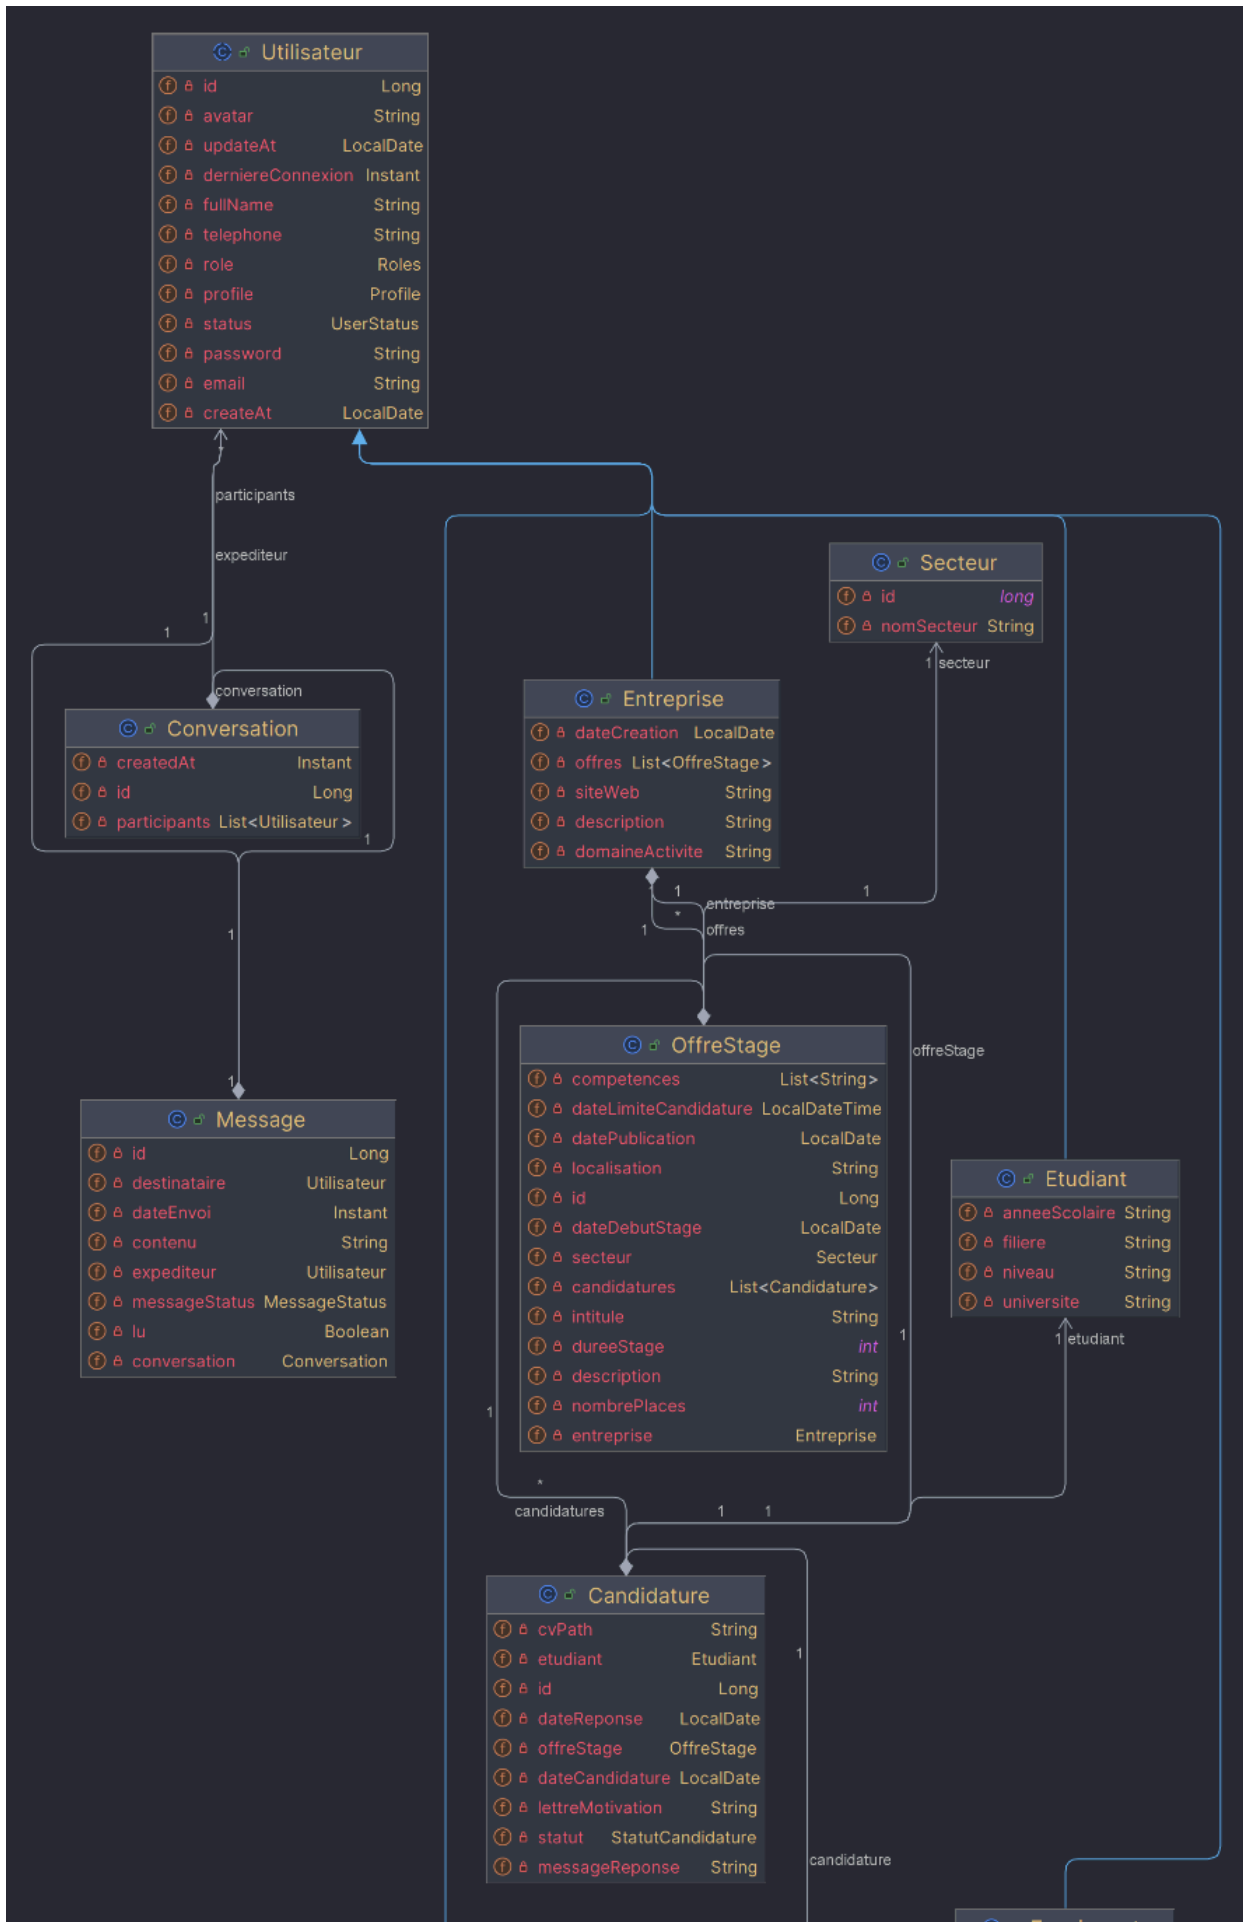 Utilisateur
id Long
avatar String
updateAt LocalDate
derniereConnexion Instant
fullName String
telephone String
role Roles
profile Profile
status UserStatus
password String
email String
createAt LocalDate
*
participants
expediteur
1
1
Secteur
id long
nomSecteur String
1 secteur
conversation
Conversation
createdAt Instant
id Long
participants List<Utilisateur>
1
Entreprise
dateCreation LocalDate
offres List<OffreStage>
siteWeb String
description String
domaineActivite String
1 1
entreprise
*
1 offres
1
offreStage
OffreStage
competences List<String>
dateLimiteCandidature LocalDateTime
datePublication LocalDate
localisation String
id Long
dateDebutStage LocalDate
secteur Secteur
candidatures List<Candidature>
intitule String
dureeStage int
description String
nombrePlaces int
entreprise Entreprise
1
1
1
Message
id Long
destinataire Utilisateur
dateEnvoi Instant
contenu String
expediteur Utilisateur
messageStatus MessageStatus
lu Boolean
conversation Conversation
Etudiant
anneeScolaire String
filiere String
niveau String
universite String
1 etudiant
*
candidatures 1 1
Candidature
cvPath String
etudiant Etudiant
id Long
dateReponse LocalDate
offreStage OffreStage
dateCandidature LocalDate
lettreMotivation String
statut StatutCandidature
messageReponse String
1
candidature